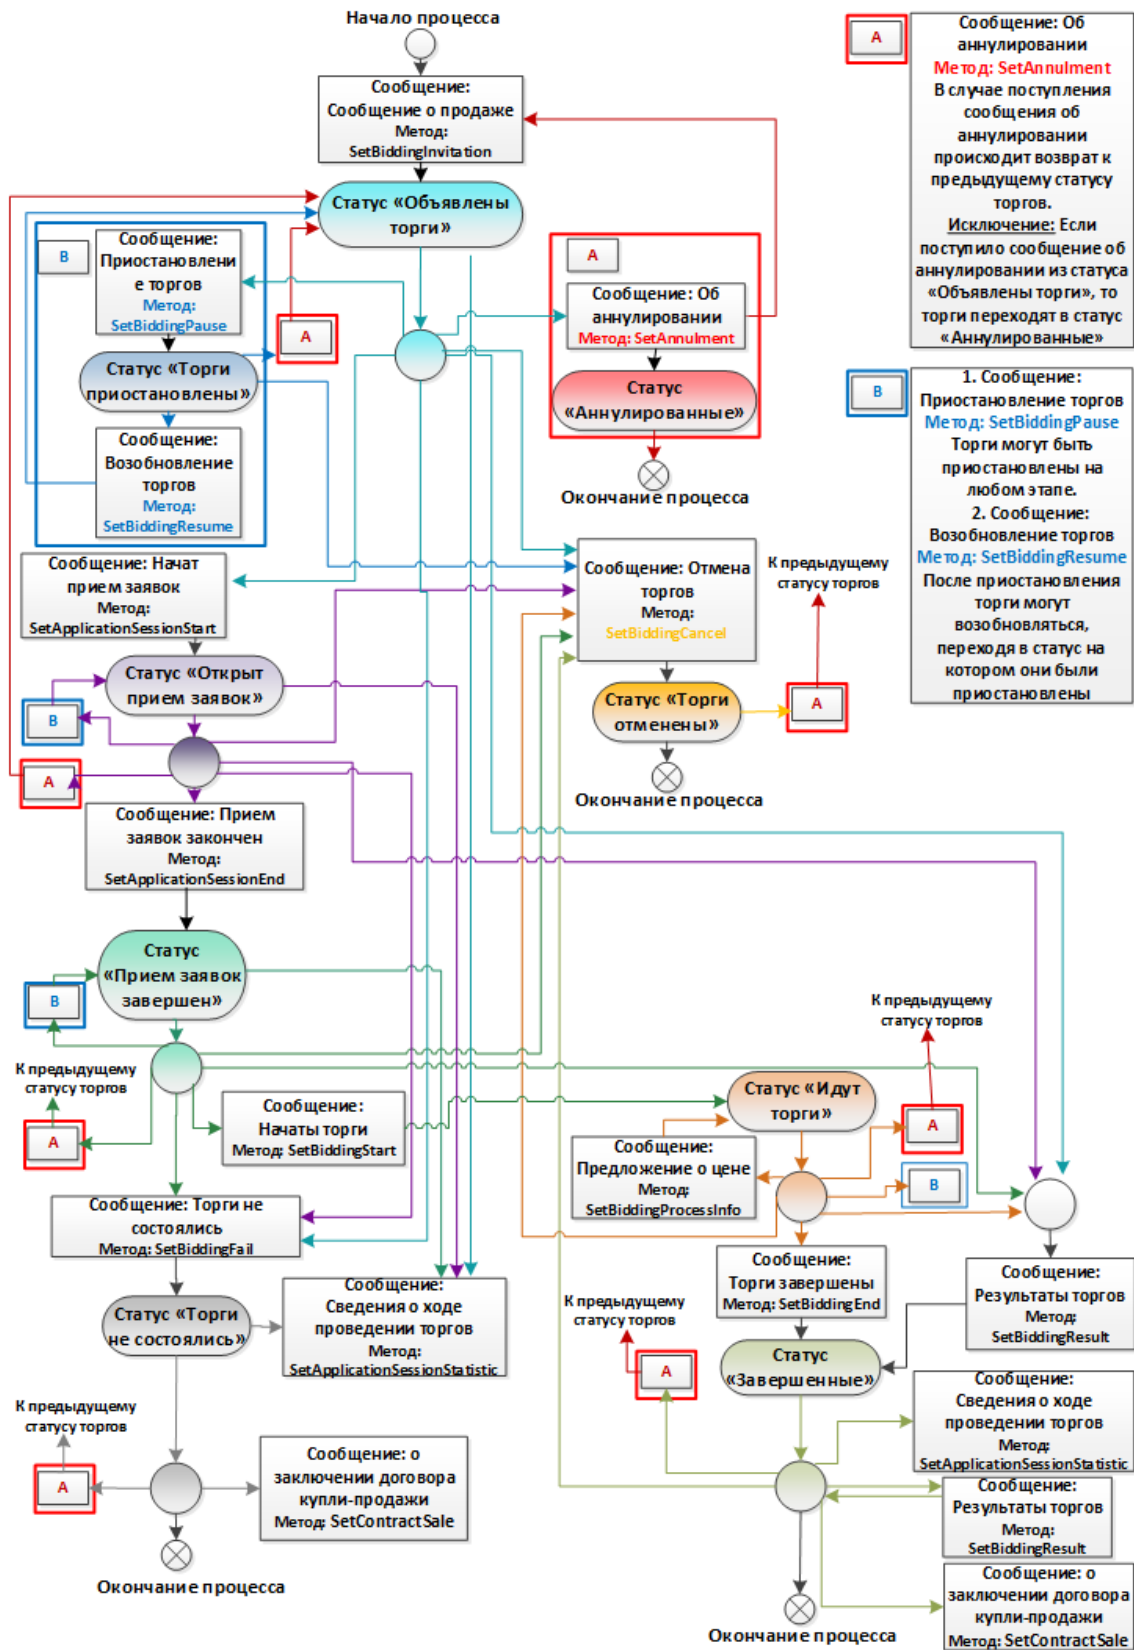 Начало процесса
Сообщение:
Сообщение о продаже
Метод:
SetBiddingInvitation
Статус «Объявлены
торги»
A
Сообщение: Об
аннулировании
Метод: SetAnnulment
В случае поступления
сообщения об
аннулировании
происходит возврат к
предыдущему статусу
торгов.
Исключение: Если
поступило сообщение об
аннулировании из статуса
«Объявлены торги», то
торги переходят в статус
«Аннулированные»
B
Сообщение:
Приостановлени
е торгов
Метод:
SetBiddingPause
A
Статус «Торги
приостановлены»
Сообщение:
Возобновление
торгов
Метод:
SetBiddingResume
A
Сообщение: Об
аннулировании
Метод: SetAnnulment
Статус
«Аннулированные»
Окончание процесса
B
1. Сообщение:
Приостановление торгов
Метод: SetBiddingPause
Торги могут быть
приостановлены на
любом этапе.
2. Сообщение:
Возобновление торгов
Метод: SetBiddingResume
После приостановления
торги могут
возобновляться,
переходя в статус на
котором они были
приостановлены
Сообщение: Начат
прием заявок
Метод:
SetApplicationSessionStart
Статус «Открыт
прием заявок»
B
A
Сообщение: Отмена
торгов
Метод:
SetBiddingCancel
К предыдущему
статусу торгов
Статус «Торги
отменены»
A
Окончание процесса
Сообщение: Прием
заявок закончен
Метод:
SetApplicationSessionEnd
Статус
«Прием заявок
завершен»
B
К предыдущему
статусу торгов
A
Сообщение:
Начаты торги
Метод: SetBiddingStart
К предыдущему
статусу торгов
Статус «Идут
торги»
A
Сообщение:
Предложение о цене
Метод:
SetBiddingProcessInfo
B
Сообщение: Торги не
состоялись
Метод: SetBiddingFail
Сообщение:
Торги завершены
Метод: SetBiddingEnd
Сообщение:
Результаты торгов
Метод:
SetBiddingResult
Статус «Торги
не состоялись»
Сообщение:
Сведения о ходе
проведении торгов
Метод:
SetApplicationSessionStatistic
К предыдущему
статусу торгов
A
Статус
«Завершенные»
Сообщение:
Сведения о ходе
проведении торгов
Метод:
SetApplicationSessionStatistic
К предыдущему
статусу торгов
A
Сообщение: о
заключении договора
купли-продажи
Метод: SetContractSale
Окончание процесса
Сообщение:
Результаты торгов
Метод:
SetBiddingResult
Сообщение: о
заключении договора
купли-продажи
Метод: SetContractSale
Окончание процесса